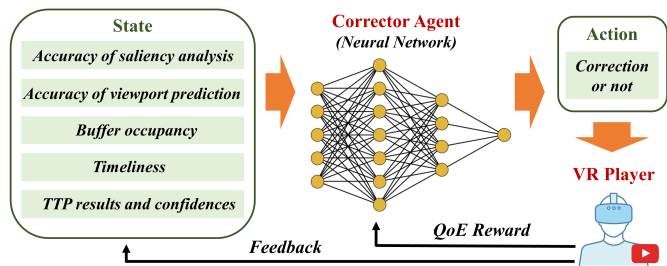 State
Accuracy of saliency analysis
Accuracy of viewport prediction
Buffer occupancy
Timeliness
TTP results and confidences
Corrector Agent
(Neural Network)
Action
Correction
or not
VR Player
QoE Reward
Feedback